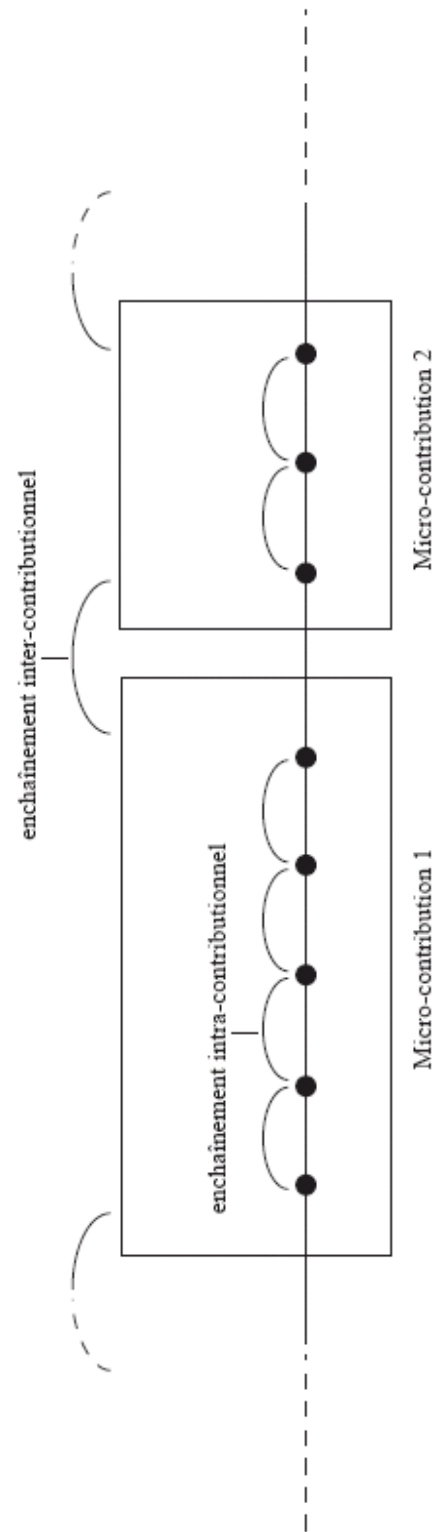 enchaînement inter-contributionnel
enchaînement intra-contributionnel
Micro-contribution 1
Micro-contribution 2